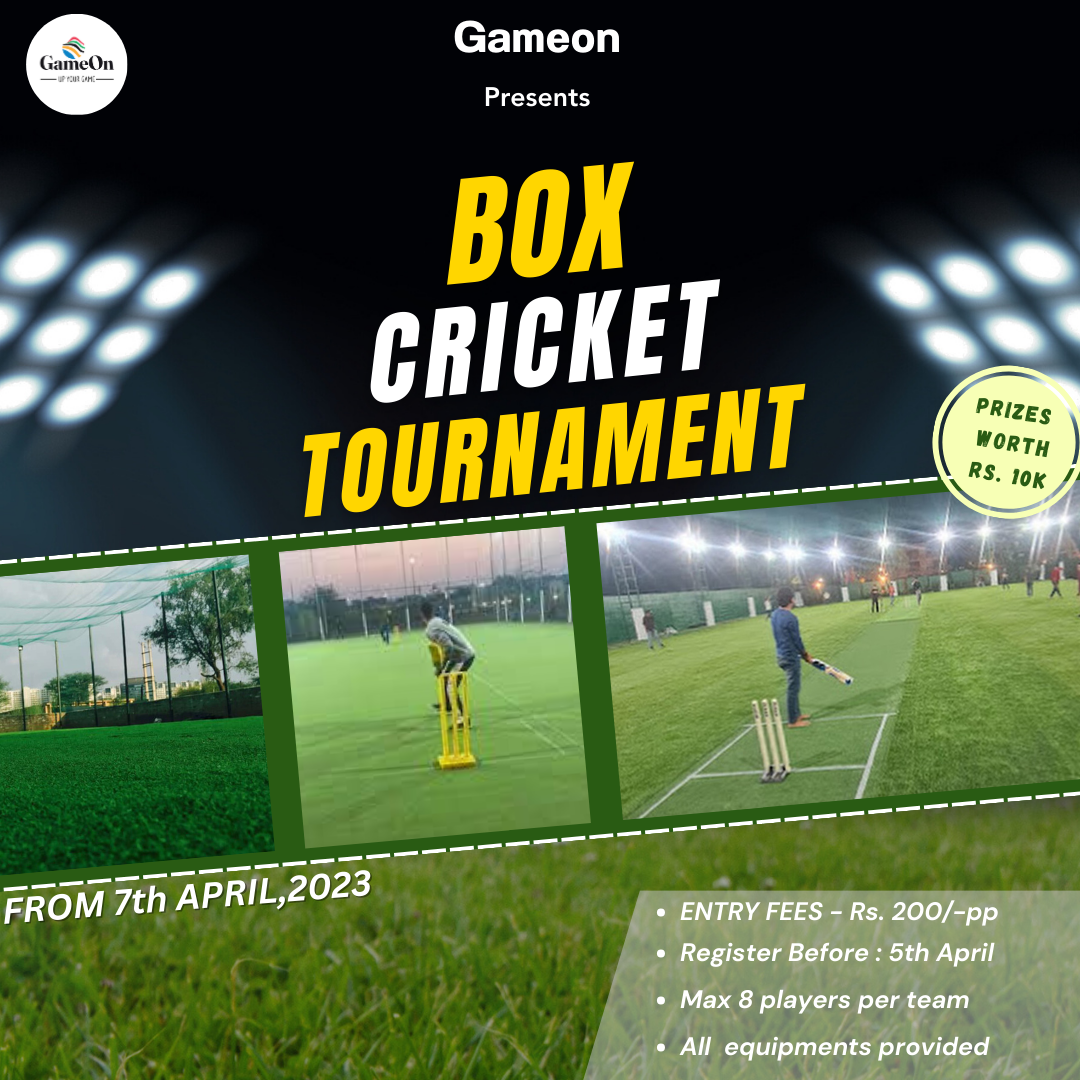 GameOn
UP YOUR GAME
Gameon
Presents
BOX
CRICKET
TOURNAMENT
PRIZES
WORTH
RS. 10K
FROM 7th APRIL,2023
ENTRY FEES - Rs. 200/-pp
Register Before : 5th April
Max 8 players per team
All equipments provided